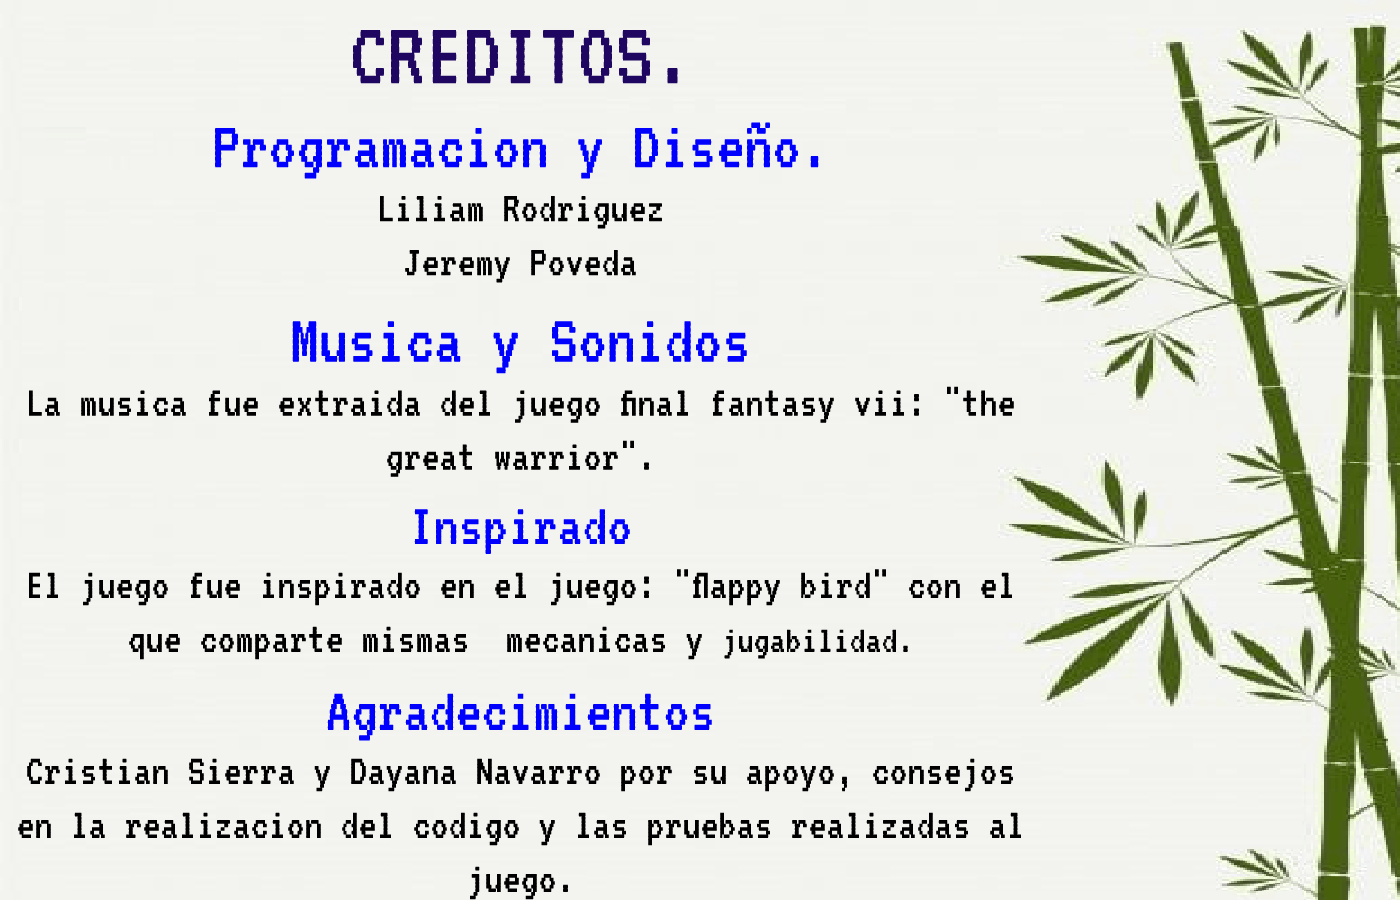 CREDITOS.
Programacion y Diseño.
Liliam Rodriguez
Jeremy Poveda
Musica y Sonidos
La musica fue extraida del juego final fantasy vii: "the
great warrior".
Inspirado
El juego fue inspirado en el juego: "flappy bird" con el
que comparte mismas  mecanicas y jugabilidad.
Agradecimientos
Cristian Sierra y Dayana Navarro por su apoyo, consejos
en la realizacion del codigo y las pruebas realizadas al
juego.